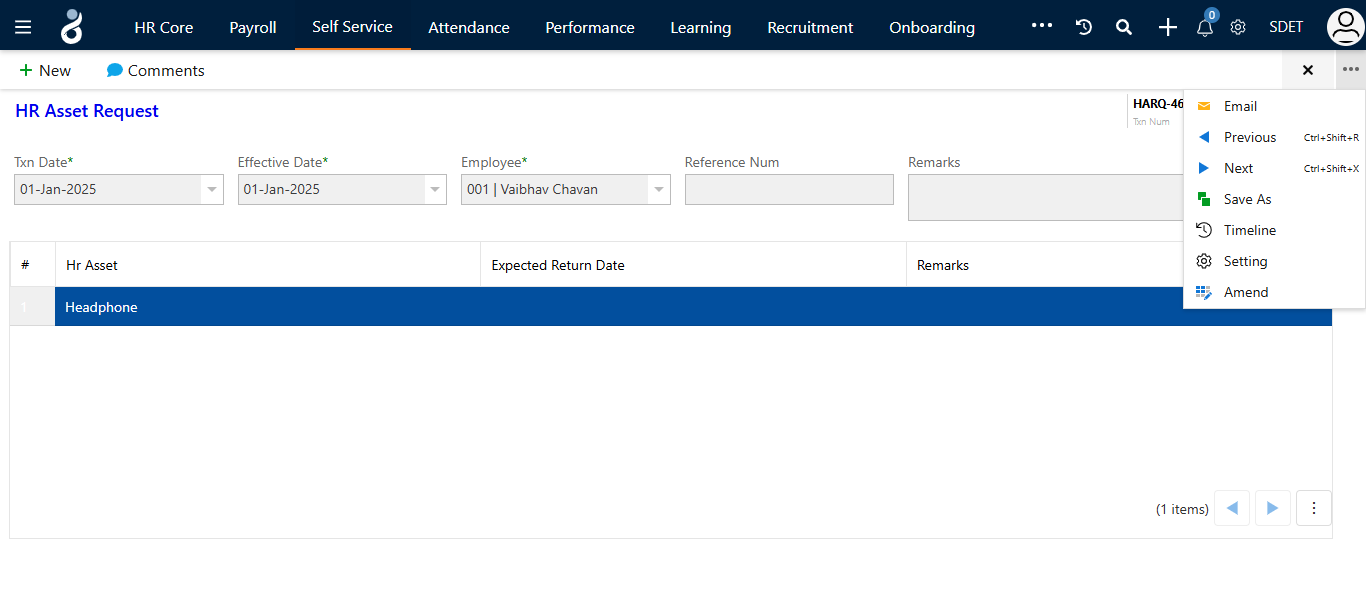 HR Core Payroll Self Service Attendance Performance Learning Recruitment Onboarding ••• 0 SDET
+ New Comments
HR Asset Request
HARQ-46
Txn Num
Email
Previous Ctrl+Shift+R
Next Ctrl+Shift+X
Save As
Timeline
Setting
Amend
Txn Date* Effective Date* Employee* Reference Num Remarks
01-Jan-2025 01-Jan-2025 001 | Vaibhav Chavan
# Hr Asset Expected Return Date Remarks
1 Headphone
(1 items)